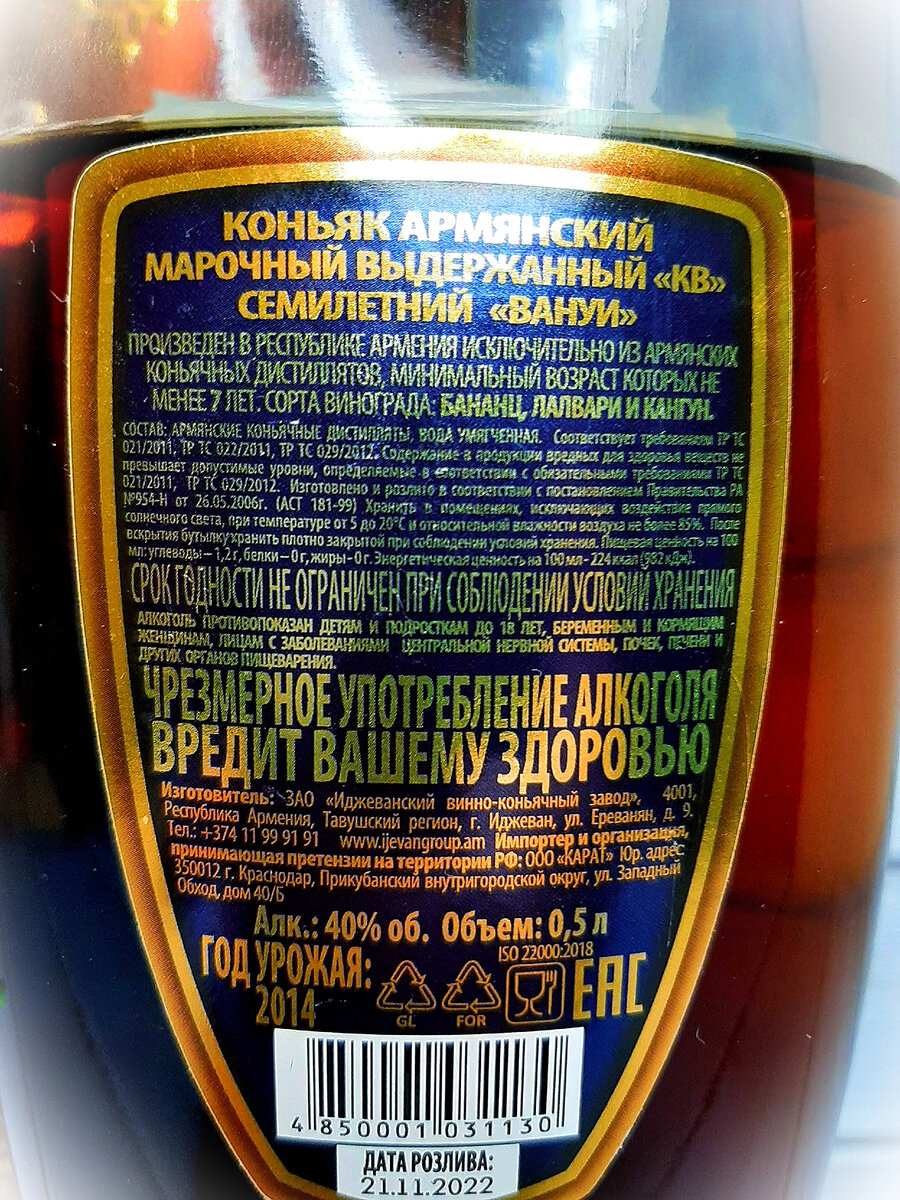 КОНЬЯК АРМЯНСКИЙ
МАРОЧНЫЙ ВЫДЕРЖАННЫЙ «КВ»
СЕМИЛЕТНИЙ «ВАНУИ»
ПРОИЗВЕДЕН В РЕСПУБЛИКЕ АРМЕНИЯ ИСКЛЮЧИТЕЛЬНО ИЗ АРМЯНСКИХ
КОНЬЯЧНЫХ ДИСТИЛЛЯТОВ, МИНИМАЛЬНЫЙ ВОЗРАСТ КОТОРЫХ НЕ
МЕНЕЕ 7 ЛЕТ. СОРТА ВИНОГРАДА: БАНАНЦ, ЛАЛВАРИ И КАНГУН.
СОСТАВ: АРМЯНСКИЕ КОНЬЯЧНЫЕ ДИСТИЛЛЯТЫ, ВОДА УМЯГЧЕННАЯ. Соответствует требованиям ТР ТС
021/2011, ТР ТС 022/2011, ТР ТС 029/2012. Содержание в продукции вредных для здоровья веществ не
превышает допустимые уровни, определяемые в соответствии с обязательными требованиями ТР ТС
021/2011, ТР ТС 029/2012. Изготовлено и розлито в соответствии с постановлением Правительства РА
№954-Н от 26.05.2006г. (АСТ 181-99) Хранить в помещениях, исключающих воздействие прямого
солнечного света, при температуре от 5 до 20°С и относительной влажности воздуха не более 85%. После
вскрытия бутылку хранить плотно закрытой при соблюдении условий хранения. Пищевая ценность на 100
мл: углеводы – 1,2 г, белки – 0 г, жиры - 0 г. Энергетическая ценность на 100 мл - 224 ккал (982 кДж).
СРОК ГОДНОСТИ НЕ ОГРАНИЧЕН ПРИ СОБЛЮДЕНИИ УСЛОВИЙ ХРАНЕНИЯ
АЛКОГОЛЬ ПРОТИВОПОКАЗАН ДЕТЯМ И ПОДРОСТКАМ ДО 18 ЛЕТ, БЕРЕМЕННЫМ И КОРМЯЩИМ
ЖЕНЩИНАМ, ЛИЦАМ С ЗАБОЛЕВАНИЯМИ ЦЕНТРАЛЬНОЙ НЕРВНОЙ СИСТЕМЫ, ПОЧЕК, ПЕЧЕНИ И
ДРУГИХ ОРГАНОВ ПИЩЕВАРЕНИЯ.
ЧРЕЗМЕРНОЕ УПОТРЕБЛЕНИЕ АЛКОГОЛЯ
ВРЕДИТ ВАШЕМУ ЗДОРОВЬЮ
Изготовитель: ЗАО «Иджеванский винно-коньячный завод», 4001,
Республика Армения, Тавушский регион, г. Иджеван, ул. Ереванян, д. 9.
Тел.: +374 11 99 91 91 www.ijevangroup.am Импортер и организация,
принимающая претензии на территории РФ: ООО «КАРАТ» Юр. адрес:
350012 г. Краснодар, Прикубанский внутригородской округ, ул. Западный
Обход, дом 40/Б
Алк.: 40% об. Объем: 0,5 л
ISO 22000:2018
ГОД УРОЖАЯ:
2014
GL FOR EAC
4 850001 031130
ДАТА РОЗЛИВА:
21.11.2022